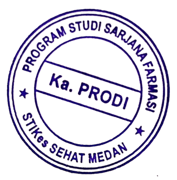 PROGRAM STUDI SARJANA FARMASI
Ka. PRODI
STIKes SEHAT MEDAN